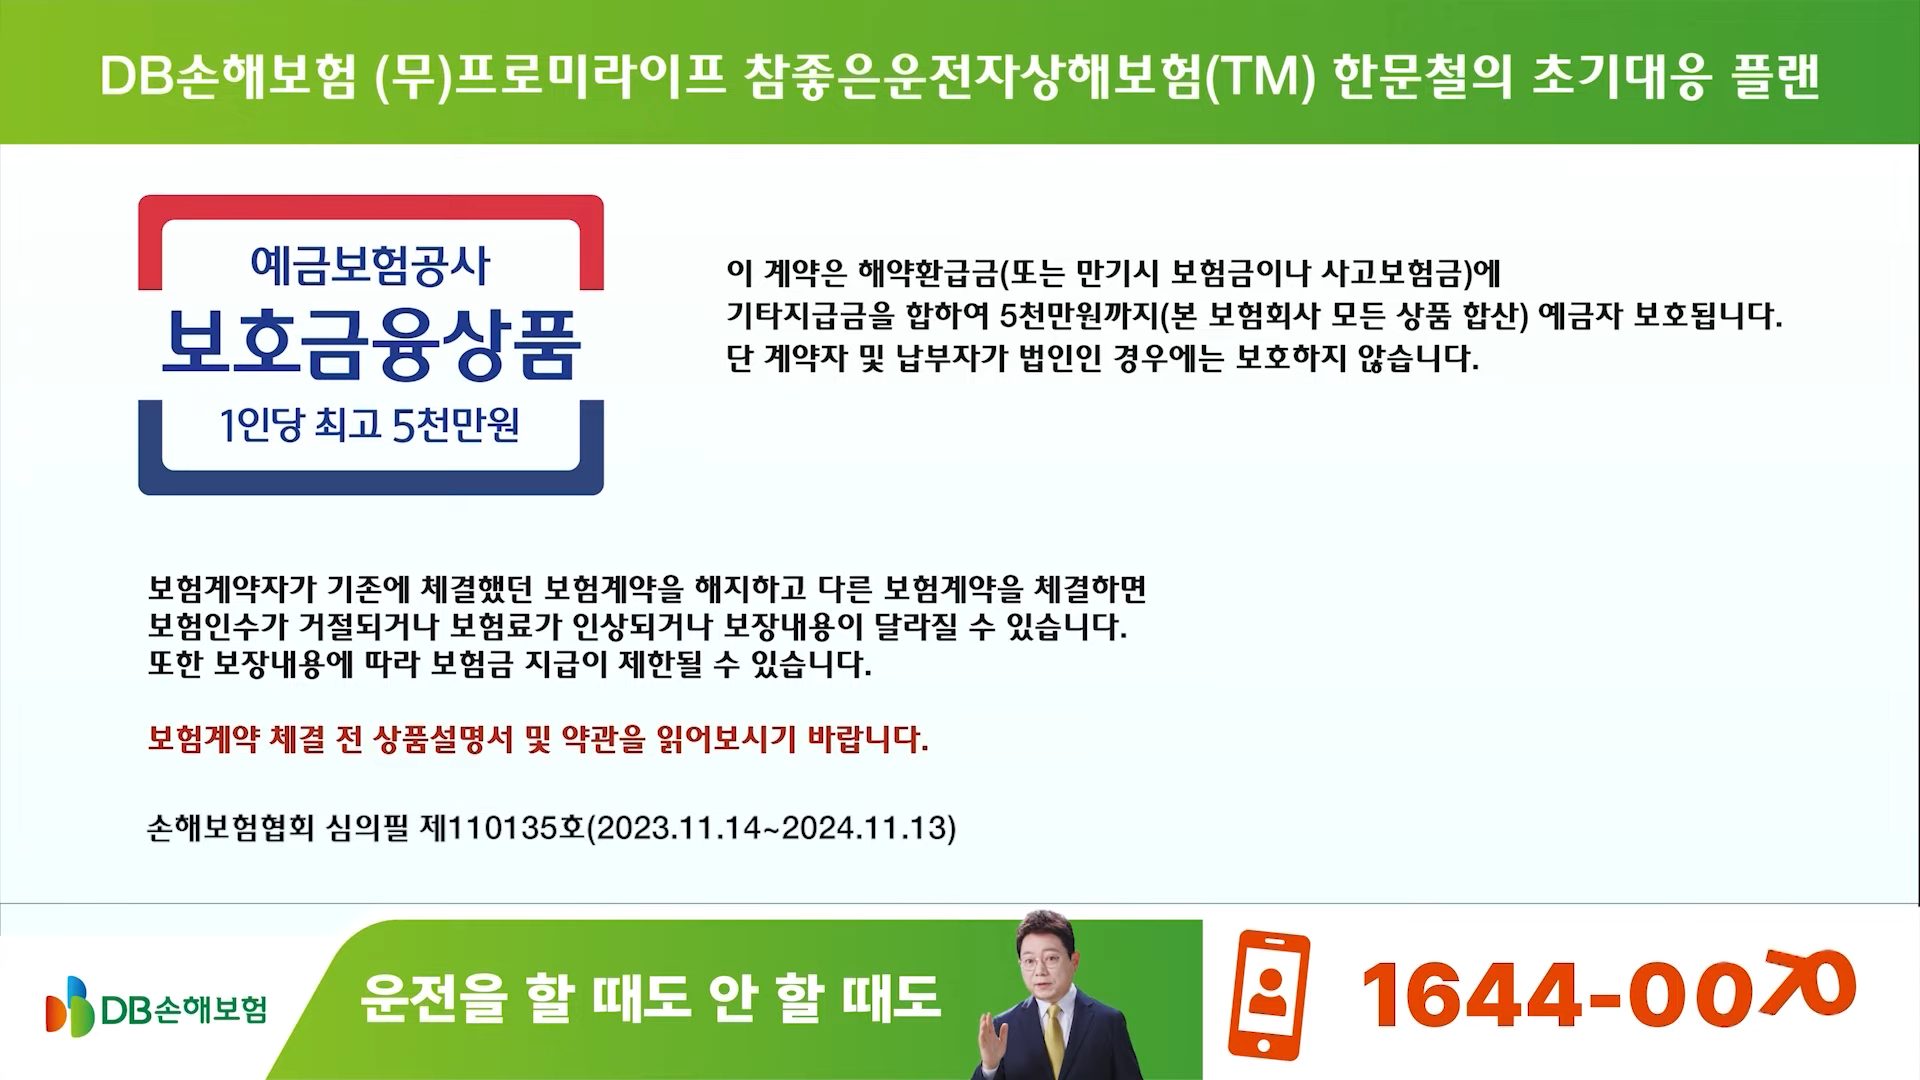 DB손해보험 (무)프로미라이프 참좋은운전자상해보험(TM) 한문철의 초기대응 플랜
예금보험공사
보호금융상품
1인당 최고 5천만원
이 계약은 해약환급금(또는 만기시 보험금이나 사고보험금)에
기타지급금을 합하여 5천만원까지(본 보험회사 모든 상품 합산) 예금자 보호됩니다.
단 계약자 및 납부자가 법인인 경우에는 보호하지 않습니다.
보험계약자가 기존에 체결했던 보험계약을 해지하고 다른 보험계약을 체결하면
보험인수가 거절되거나 보험료가 인상되거나 보장내용이 달라질 수 있습니다.
또한 보장내용에 따라 보험금 지급이 제한될 수 있습니다.
보험계약 체결 전 상품설명서 및 약관을 읽어보시기 바랍니다.
손해보험협회 심의필 제110135호(2023.11.14~2024.11.13)
DB손해보험
운전을 할 때도 안 할 때도
1644-0070